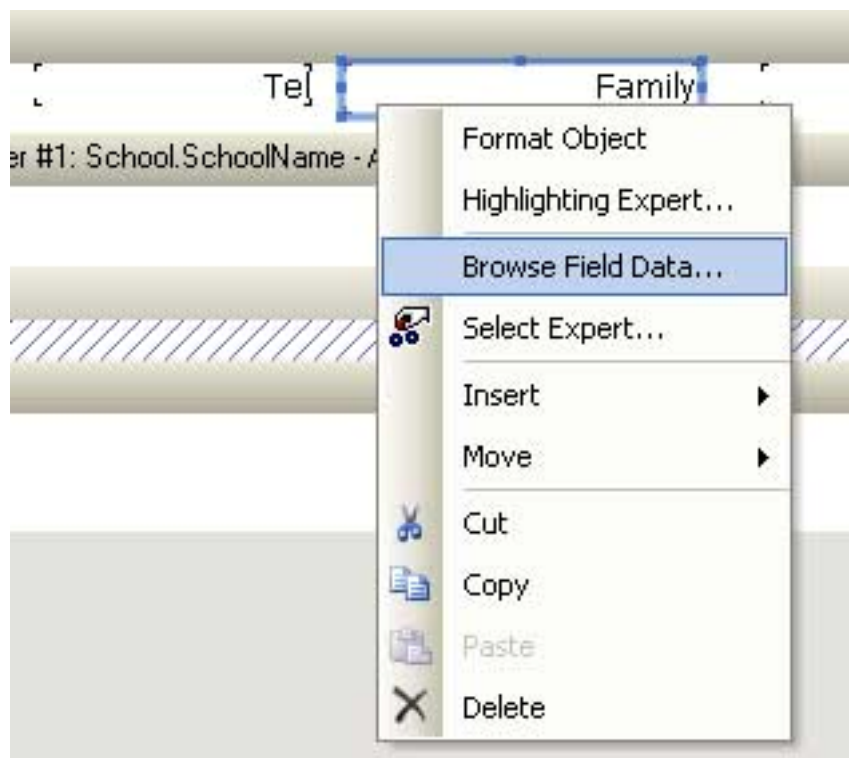 Tel Family
er #1: School.SchoolName - A
Format Object
Highlighting Expert...
Browse Field Data...
Select Expert...
Insert
Move
Cut
Copy
Paste
Delete